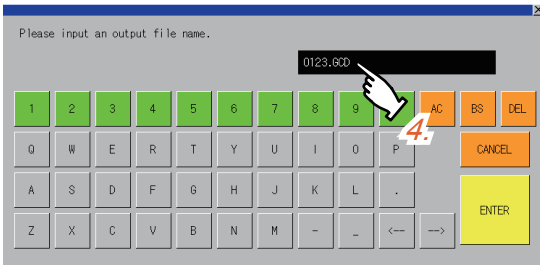 Please input an output file name.
0123.GCD
1 2 3 4 5 6 7 8 9 AC BS DEL
4.
Q W E R T Y U I O P CANCEL
A S D F G H J K L .
ENTER
Z X C V B N M - _ <-- -->